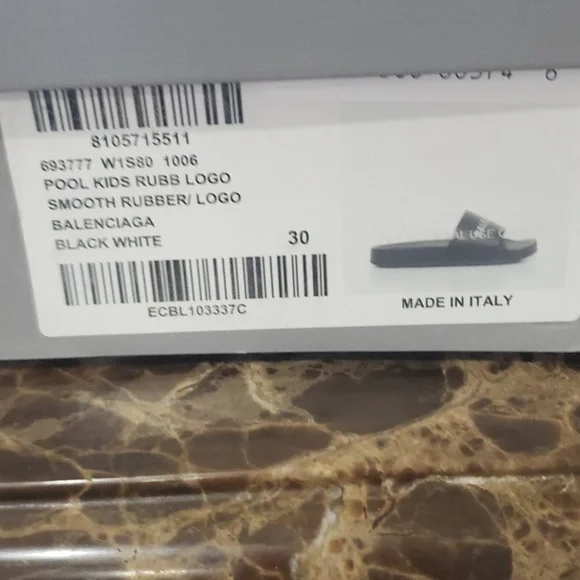 8105715511
693777 W1S80 1006
POOL KIDS RUBB LOGO
SMOOTH RUBBER/ LOGO
BALENCIAGA
BLACK WHITE 30
ECBL103337C
MADE IN ITALY